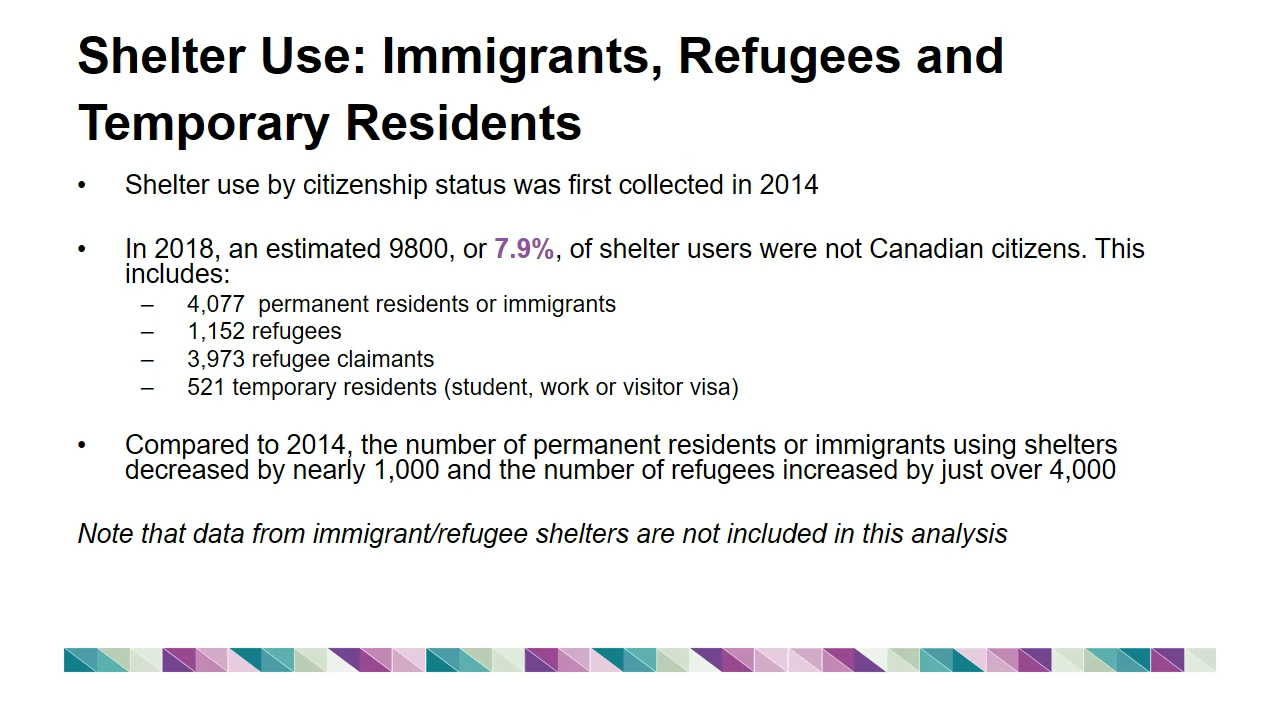 Shelter Use: Immigrants, Refugees and
Temporary Residents
• Shelter use by citizenship status was first collected in 2014
• In 2018, an estimated 9800, or 7.9%, of shelter users were not Canadian citizens. This
includes:
– 4,077 permanent residents or immigrants
– 1,152 refugees
– 3,973 refugee claimants
– 521 temporary residents (student, work or visitor visa)
• Compared to 2014, the number of permanent residents or immigrants using shelters
decreased by nearly 1,000 and the number of refugees increased by just over 4,000
Note that data from immigrant/refugee shelters are not included in this analysis